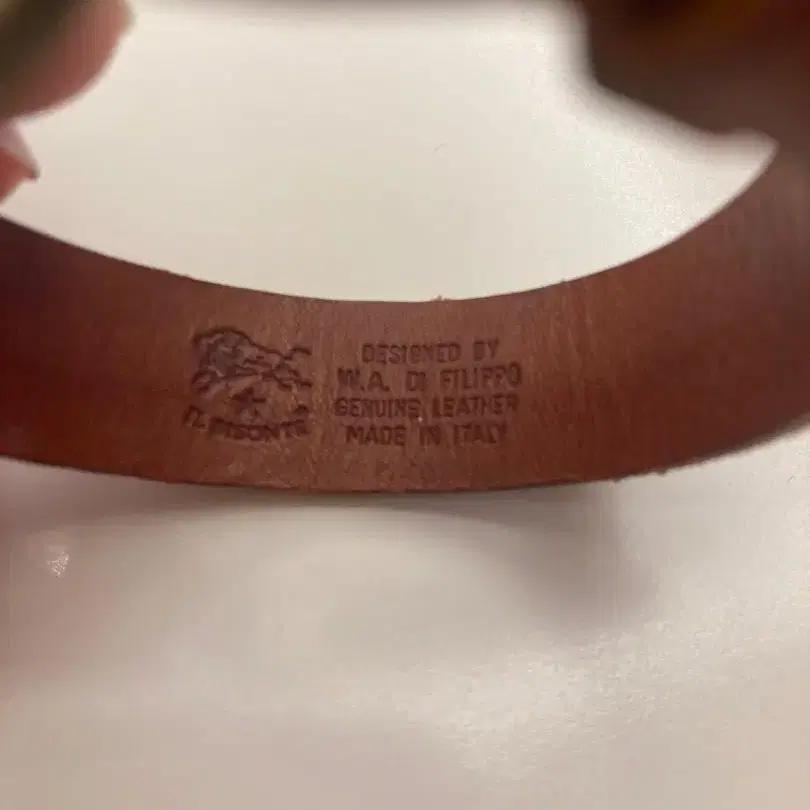 IL BISONTE
DESIGNED BY
W.A. DI FILIPPO
GENUINE LEATHER
MADE IN ITALY